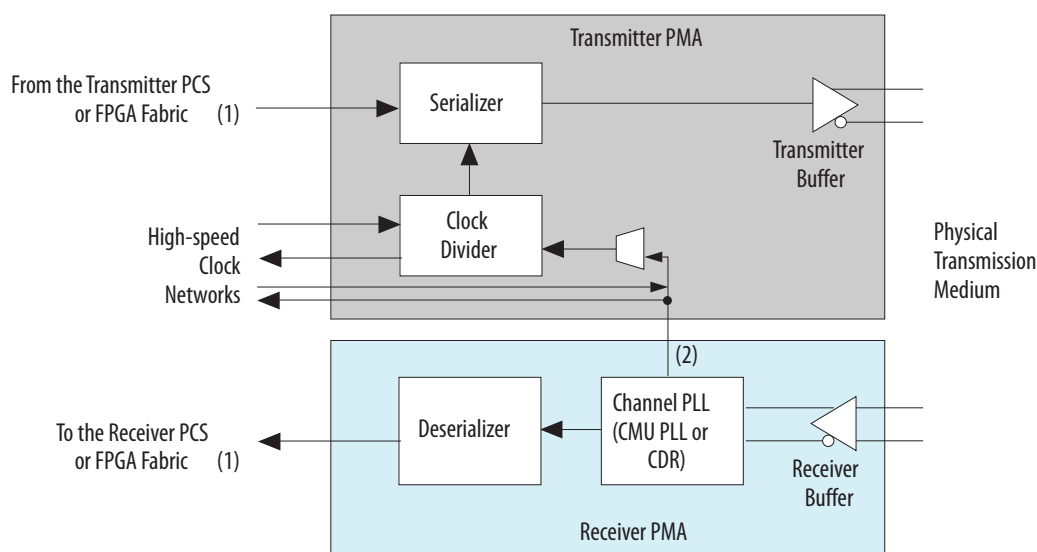 Transmitter PMA
From the Transmitter PCS
or FPGA Fabric (1)
Serializer
Transmitter
Buffer
High-speed
Clock
Networks
Clock
Divider
Physical
Transmission
Medium
(2)
To the Receiver PCS
or FPGA Fabric (1)
Deserializer
Channel PLL
(CMU PLL or
CDR)
Receiver
Buffer
Receiver PMA